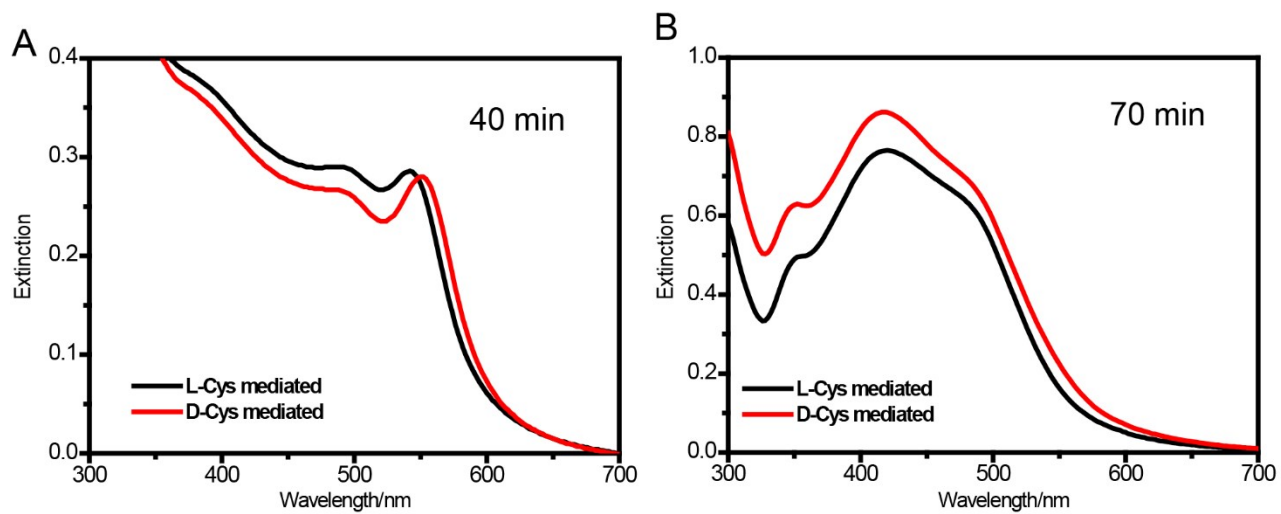 A
0.4
0.3
0.2
0.1
0.0
Extinction
40 min
L-Cys mediated
D-Cys mediated
300 400 500 600 700
Wavelength/nm
B
1.0
0.8
0.6
0.4
0.2
0.0
Extinction
70 min
L-Cys mediated
D-Cys mediated
300 400 500 600 700
Wavelength/nm